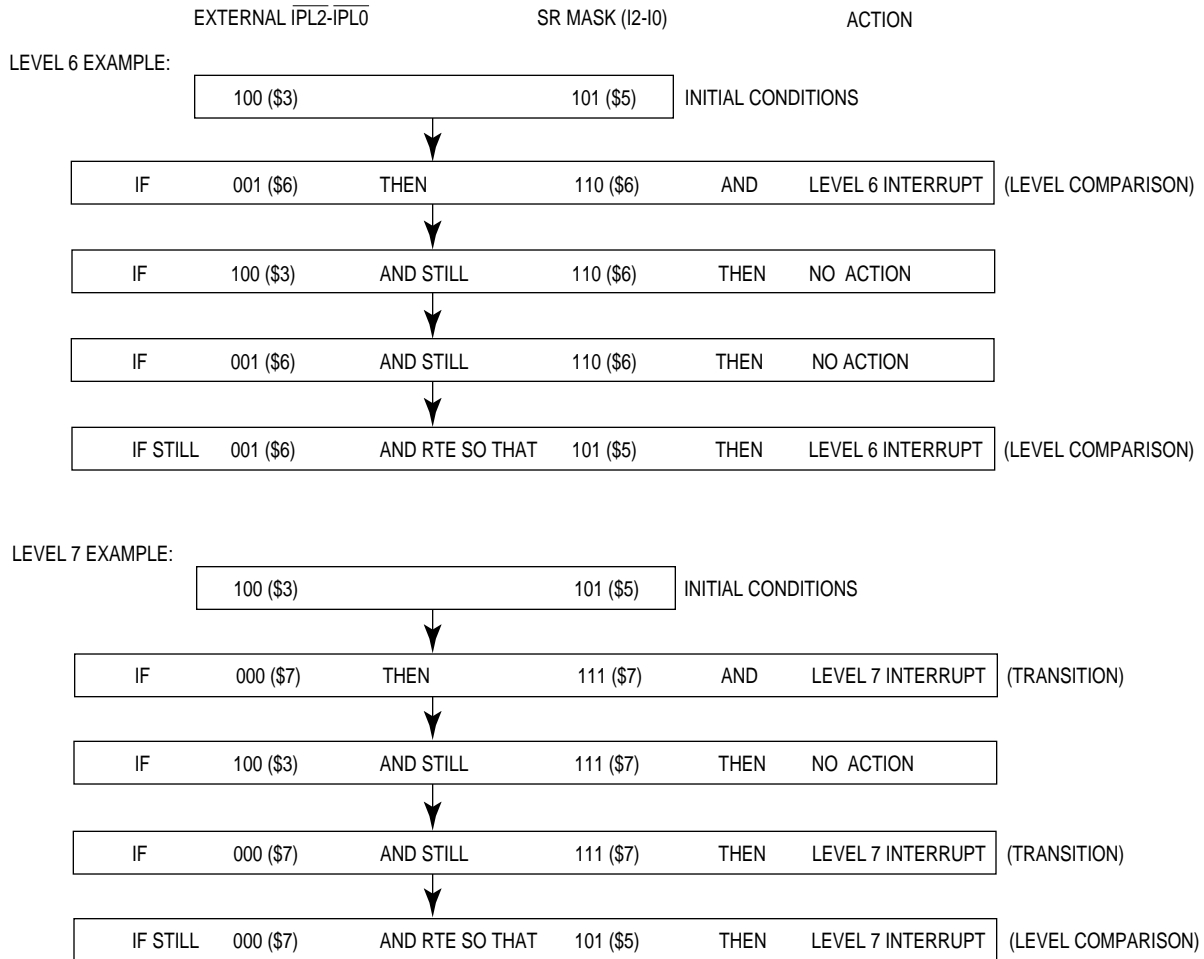 EXTERNAL IPL2-IPL0 SR MASK (I2-I0) ACTION
LEVEL 6 EXAMPLE:
100 ($3) 101 ($5) INITIAL CONDITIONS
IF 001 ($6) THEN 110 ($6) AND LEVEL 6 INTERRUPT (LEVEL COMPARISON)
IF 100 ($3) AND STILL 110 ($6) THEN NO ACTION
IF 001 ($6) AND STILL 110 ($6) THEN NO ACTION
IF STILL 001 ($6) AND RTE SO THAT 101 ($5) THEN LEVEL 6 INTERRUPT (LEVEL COMPARISON)
LEVEL 7 EXAMPLE:
100 ($3) 101 ($5) INITIAL CONDITIONS
IF 000 ($7) THEN 111 ($7) AND LEVEL 7 INTERRUPT (TRANSITION)
IF 100 ($3) AND STILL 111 ($7) THEN NO ACTION
IF 000 ($7) AND STILL 111 ($7) THEN LEVEL 7 INTERRUPT (TRANSITION)
IF STILL 000 ($7) AND RTE SO THAT 101 ($5) THEN LEVEL 7 INTERRUPT (LEVEL COMPARISON)